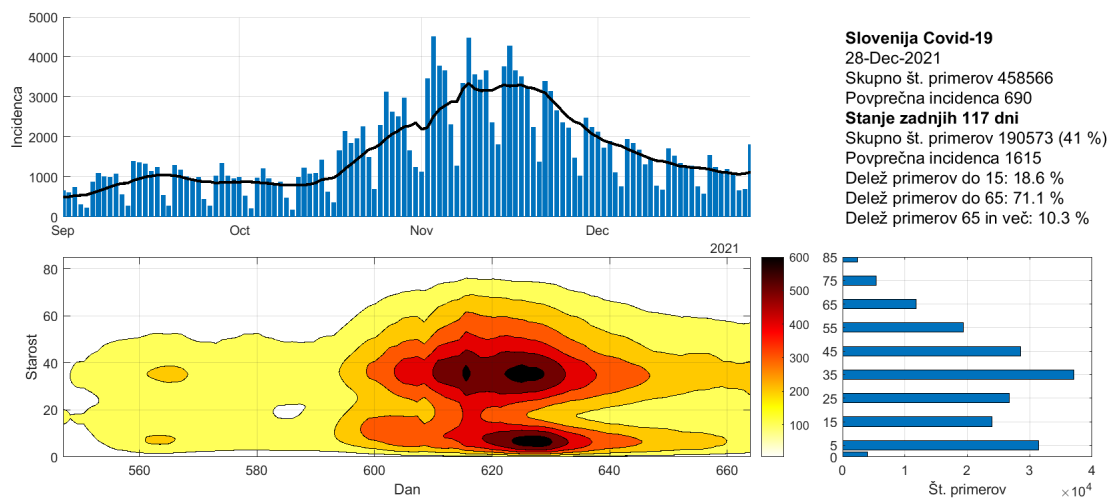 5000
4000
3000
2000
1000
0
Incidenca
Sep
Oct
Nov
Dec
2021
Slovenija Covid-19
28-Dec-2021
Skupno št. primerov 458566
Povprečna incidenca 690
Stanje zadnjih 117 dni
Skupno št. primerov 190573 (41 %)
Povprečna incidenca 1615
Delež primerov do 15: 18.6 %
Delež primerov do 65: 71.1 %
Delež primerov 65 in več: 10.3 %
80
60
40
20
0
Starost
560
580
600
620
640
660
Dan
600
500
400
300
200
100
85
75
65
55
45
35
25
15
5
0
0
1
2
3
4
Št. primerov
×10⁴